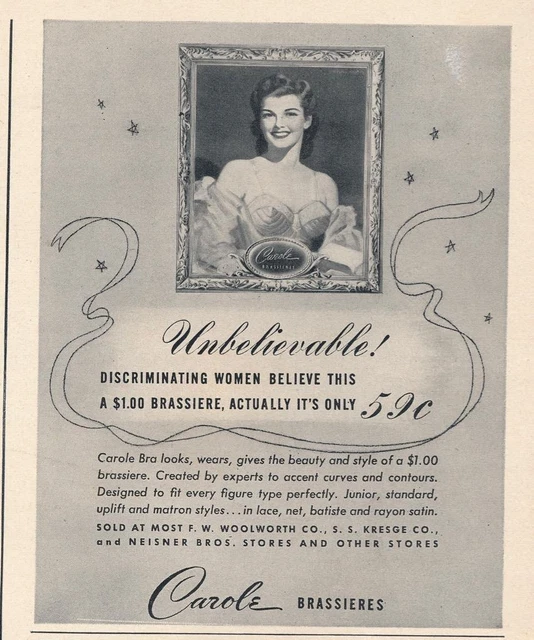 Carole
BRASSIERES
Unbelievable!
DISCRIMINATING WOMEN BELIEVE THIS
A $1.00 BRASSIERE, ACTUALLY IT'S ONLY 59c
Carole Bra looks, wears, gives the beauty and style of a $1.00
brassiere. Created by experts to accent curves and contours.
Designed to fit every figure type perfectly. Junior, standard,
uplift and matron styles...in lace, net, batiste and rayon satin.
SOLD AT MOST F. W. WOOLWORTH CO., S. S. KRESGE CO.,
and NEISNER BROS. STORES AND OTHER STORES
Carole BRASSIERES